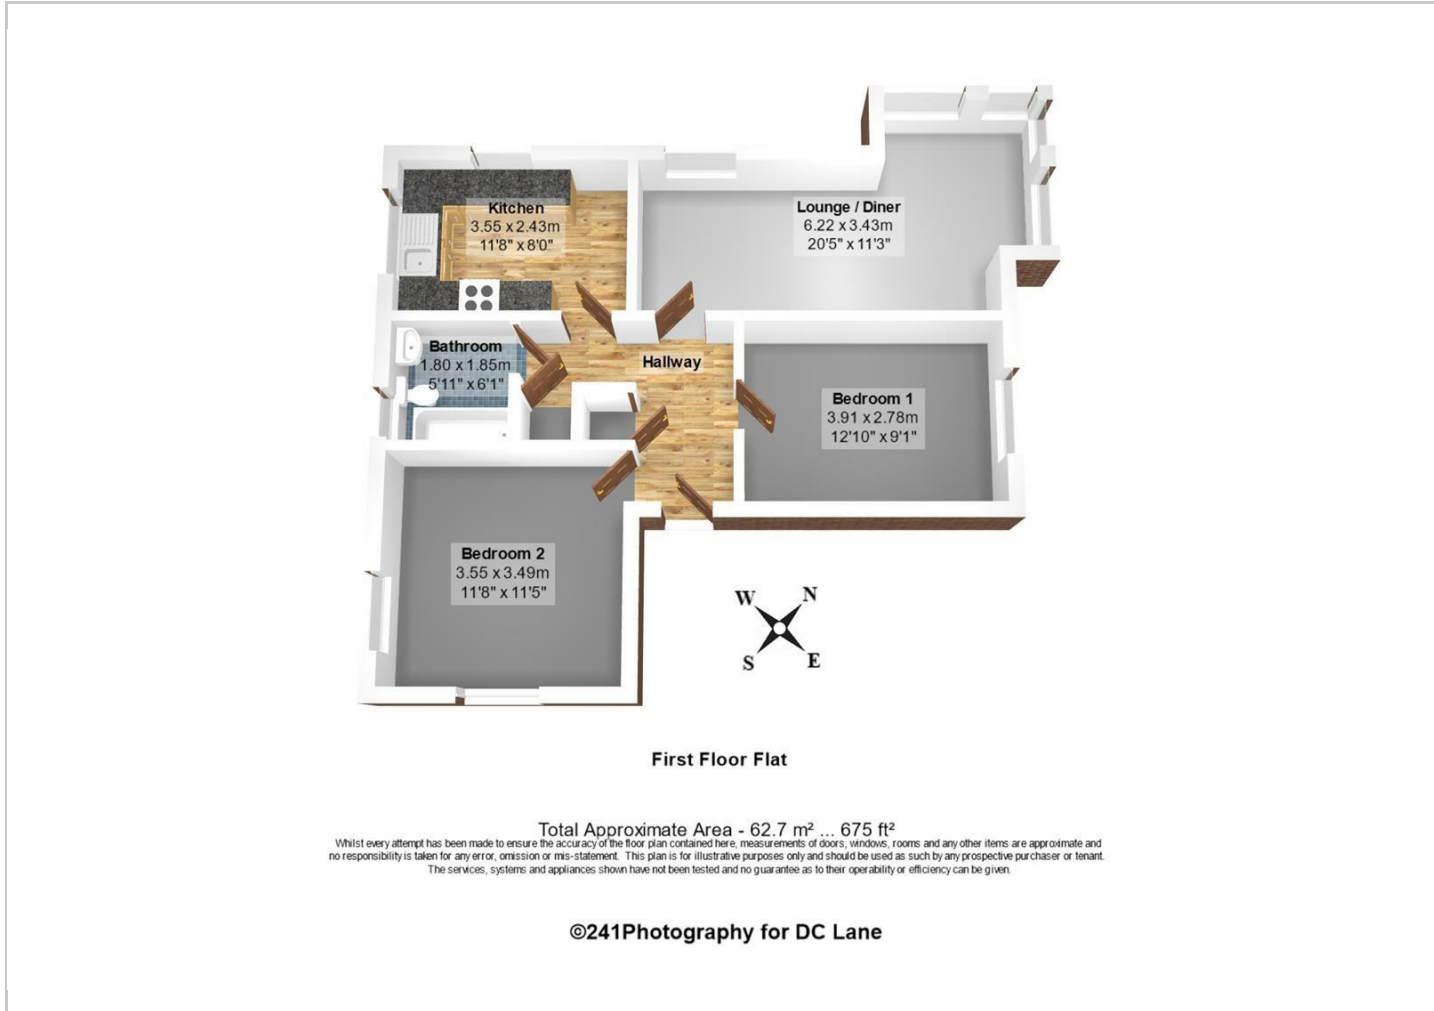 Kitchen
3.55 x 2.43m
11'8" x 8'0"
Lounge / Diner
6.22 x 3.43m
20'5" x 11'3"
Bathroom
1.80 x 1.85m
5'11" x 6'1"
Hallway
Bedroom 1
3.91 x 2.78m
12'10" x 9'1"
Bedroom 2
3.55 x 3.49m
11'8" x 11'5"
W N
S E
First Floor Flat
Total Approximate Area - 62.7 m² ... 675 ft²
Whilst every attempt has been made to ensure the accuracy of the floor plan contained here, measurements of doors, windows, rooms and any other items are approximate and
no responsibility is taken for any error, omission or mis-statement. This plan is for illustrative purposes only and should be used as such by any prospective purchaser or tenant.
The services, systems and appliances shown have not been tested and no guarantee as to their operability or efficiency can be given.
©241Photography for DC Lane